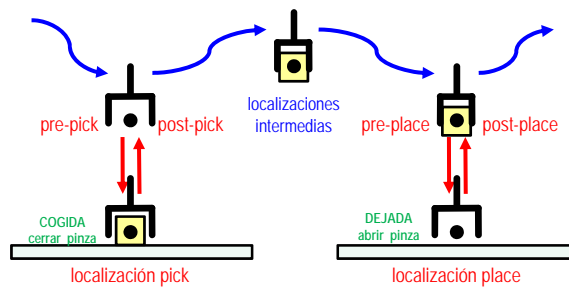 localizaciones
intermedias
pre-pick post-pick
pre-place post-place
COGIDA
cerrar pinza
DEJADA
abrir pinza
localización pick
localización place